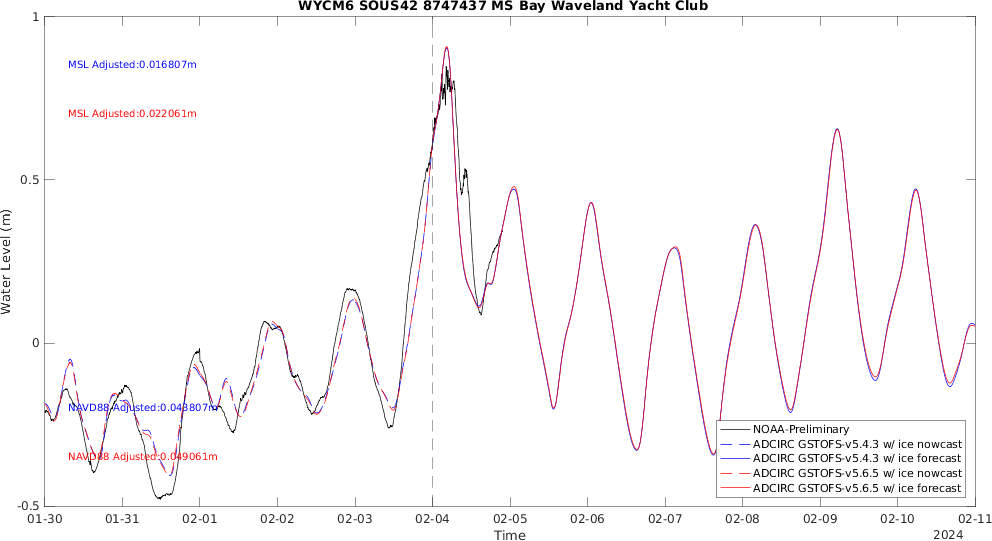 WYCM6 SOUS42 8747437 MS Bay Waveland Yacht Club
MSL Adjusted:0.016807m
MSL Adjusted:0.022061m
NAVD88 Adjusted:0.043807m
NAVD88 Adjusted:0.049061m
Water Level (m)
1
0.5
0
-0.5
01-30 01-31 02-01 02-02 02-03 02-04 02-05 02-06 02-07 02-08 02-09 02-10 02-11
Time
2024
NOAA-Preliminary
ADCIRC GSTOFS-v5.4.3 w/ ice nowcast
ADCIRC GSTOFS-v5.4.3 w/ ice forecast
ADCIRC GSTOFS-v5.6.5 w/ ice nowcast
ADCIRC GSTOFS-v5.6.5 w/ ice forecast